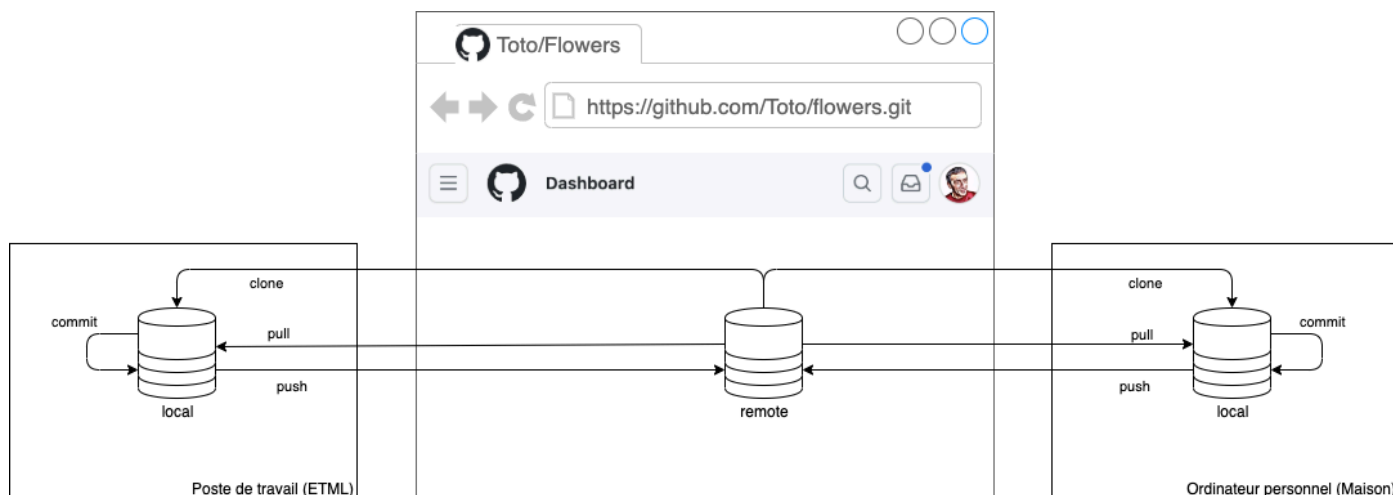 Toto/Flowers
https://github.com/Toto/flowers.git
Dashboard
clone
clone
commit
pull
pull
commit
push
push
local
remote
local
Poste de travail (ETML)
Ordinateur personnel (Maison)